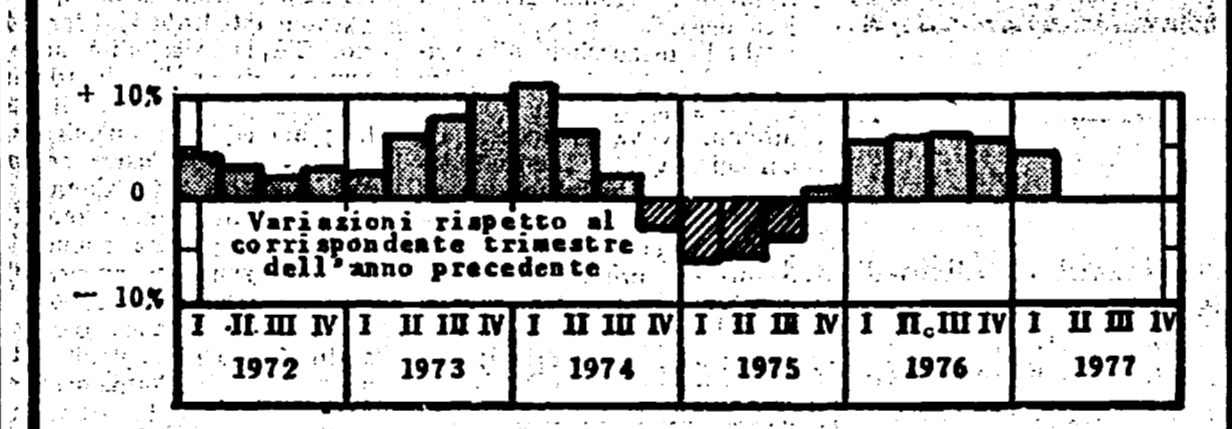 + 10%
0
Variazioni rispetto al
corrispondente trimestre
dell'anno precedente
— 10%
I II III IV I II III IV I II III IV I II III IV I II III IV I II III IV
1972 1973 1974 1975 1976 1977